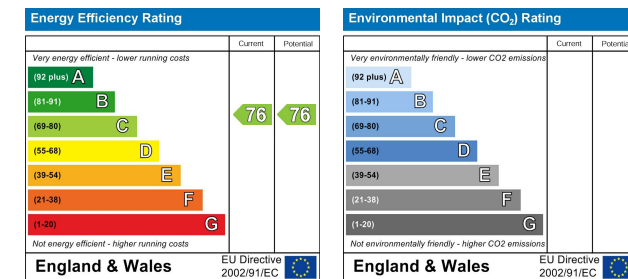 Energy Efficiency Rating
Current Potential
Very energy efficient - lower running costs
(92 plus) A
(81-91) B
(69-80) C
76 76
(55-68) D
(39-54) E
(21-38) F
(1-20) G
Not energy efficient - higher running costs
England & Wales
EU Directive
2002/91/EC
Environmental Impact (CO₂) Rating
Current Potentia
Very environmentally friendly - lower CO2 emissions
(92 plus) A
(81-91) B
(69-80) C
(55-68) D
(39-54) E
(21-38) F
(1-20) G
Not environmentally friendly - higher CO2 emissions
England & Wales
EU Directive
2002/91/EC